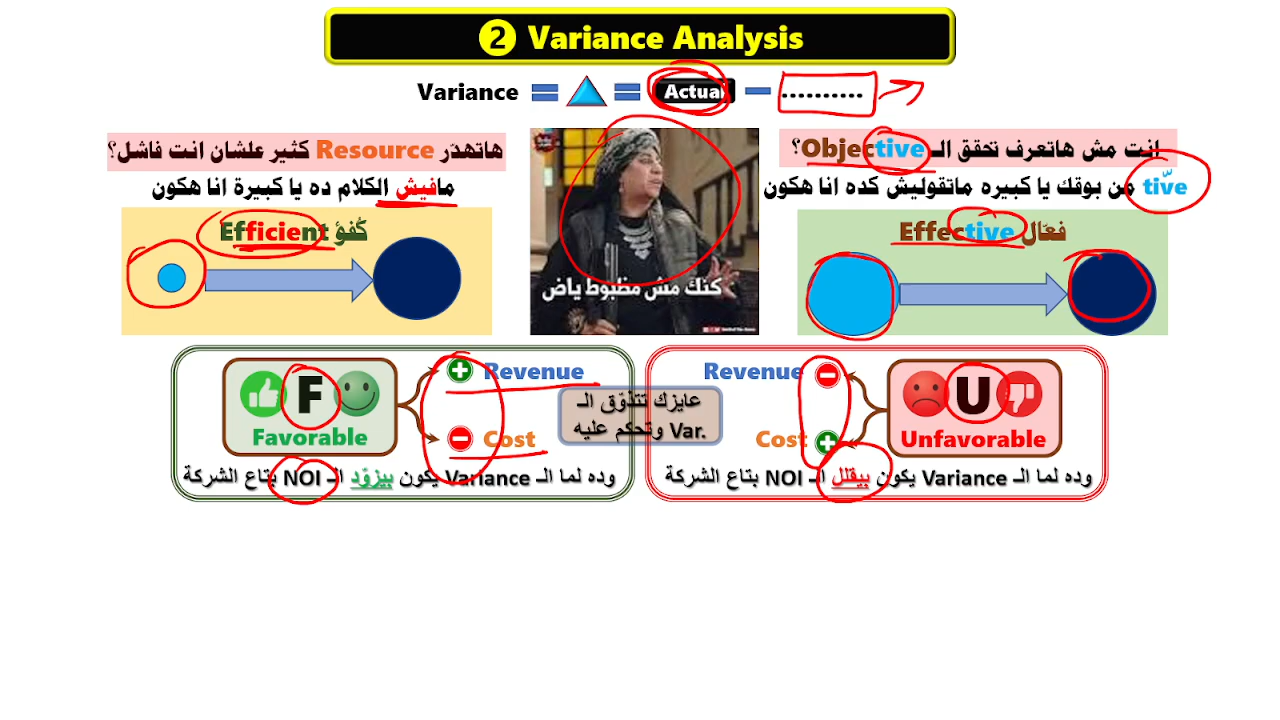 2 Variance Analysis
Variance = = Actual - ..........
هاتهدّر Resource كثير علشان انت فاشل؟
مافيش الكلام ده يا كبيرة انا هكون
Efficient كُفؤ
كنك مش مظبوط ياض
انت مش هاتعرف تحقق الـ Objective؟
من بوقك يا كبيره ماتقوليش كده انا هكون tiveّ
Effective فعّال
F
Favorable
Revenue
Cost
وده لما الـ Variance يكون بيزوّد الـ NOI بتاع الشركة
عايزك تتذوّق الـ
Var. وتحكم عليه
Revenue
Cost
U
Unfavorable
وده لما الـ Variance يكون بيقلل الـ NOI بتاع الشركة